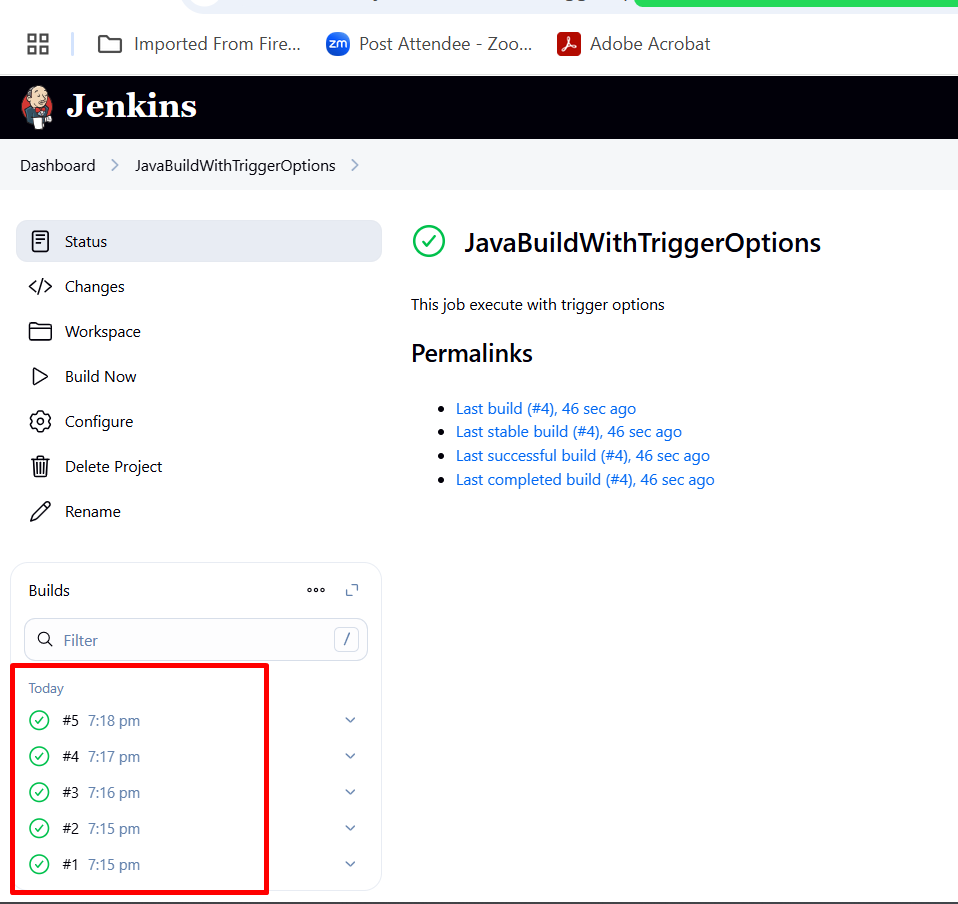 Imported From Fire... Post Attendee - Zoo... Adobe Acrobat
Jenkins
Dashboard JavaBuildWithTriggerOptions
Status
Changes
Workspace
Build Now
Configure
Delete Project
Rename
JavaBuildWithTriggerOptions
This job execute with trigger options
Permalinks
Last build (#4), 46 sec ago
Last stable build (#4), 46 sec ago
Last successful build (#4), 46 sec ago
Last completed build (#4), 46 sec ago
Builds
Filter /
Today
#5 7:18 pm
#4 7:17 pm
#3 7:16 pm
#2 7:15 pm
#1 7:15 pm